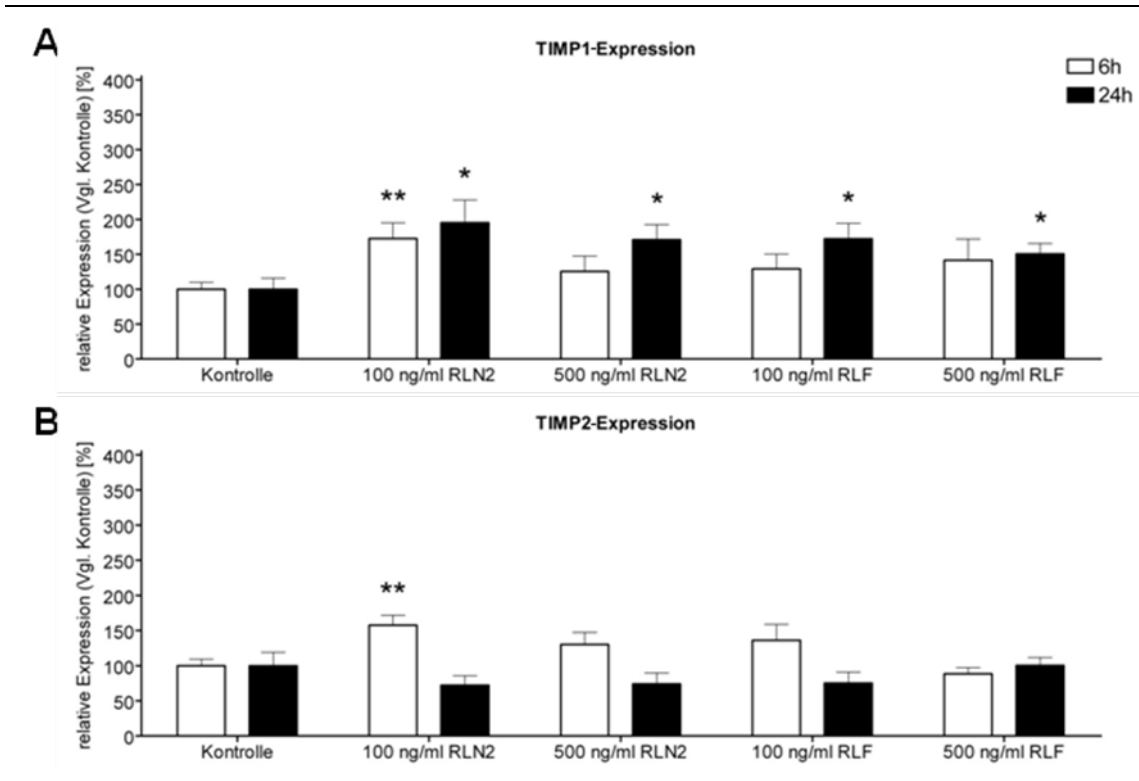 A
TIMP1-Expression
6h
24h
relative Expression (Vgl. Kontrolle) [%]
400
350
300
250
200
150
100
50
0
** * * * *
Kontrolle 100 ng/ml RLN2 500 ng/ml RLN2 100 ng/ml RLF 500 ng/ml RLF
B
TIMP2-Expression
relative Expression (Vgl. Kontrolle) [%]
400
350
300
250
200
150
100
50
0
**
Kontrolle 100 ng/ml RLN2 500 ng/ml RLN2 100 ng/ml RLF 500 ng/ml RLF